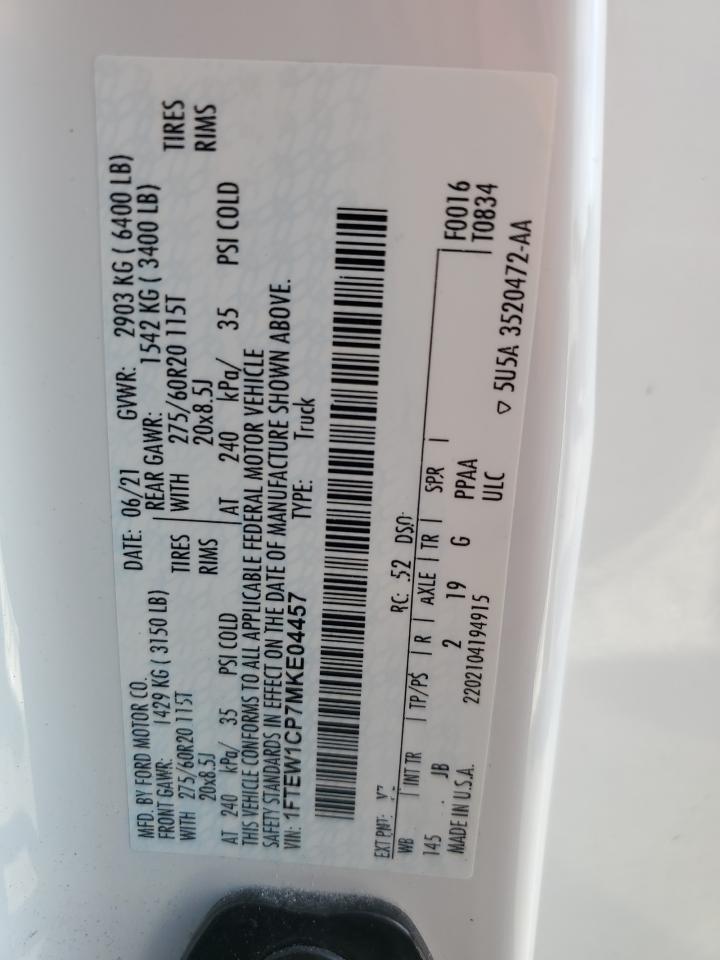 MFD. BY FORD MOTOR CO.
DATE: 06/21 GVWR: 2903 KG ( 6400 LB)
FRONT GAWR: 1429 KG ( 3150 LB) REAR GAWR: 1542 KG ( 3400 LB)
WITH 275/60R20 115T TIRES WITH 275/60R20 115T TIRES
20x8.5J RIMS 20x8.5J RIMS
AT 240 kPa/ 35 PSI COLD AT 240 kPa/ 35 PSI COLD
THIS VEHICLE CONFORMS TO ALL APPLICABLE FEDERAL MOTOR VEHICLE
SAFETY STANDARDS IN EFFECT ON THE DATE OF MANUFACTURE SHOWN ABOVE.
VIN: 1FTEW1CP7MKE04457 TYPE: Truck
EXT PNT: RC: .52 DSO:
WB INT TR TP/PS R AXLE TR SPR F0016
145 JB 2 19 G PPAA T0834
MADE IN U.S.A. 2202104194915 ULC
5U5A 3520472-AA